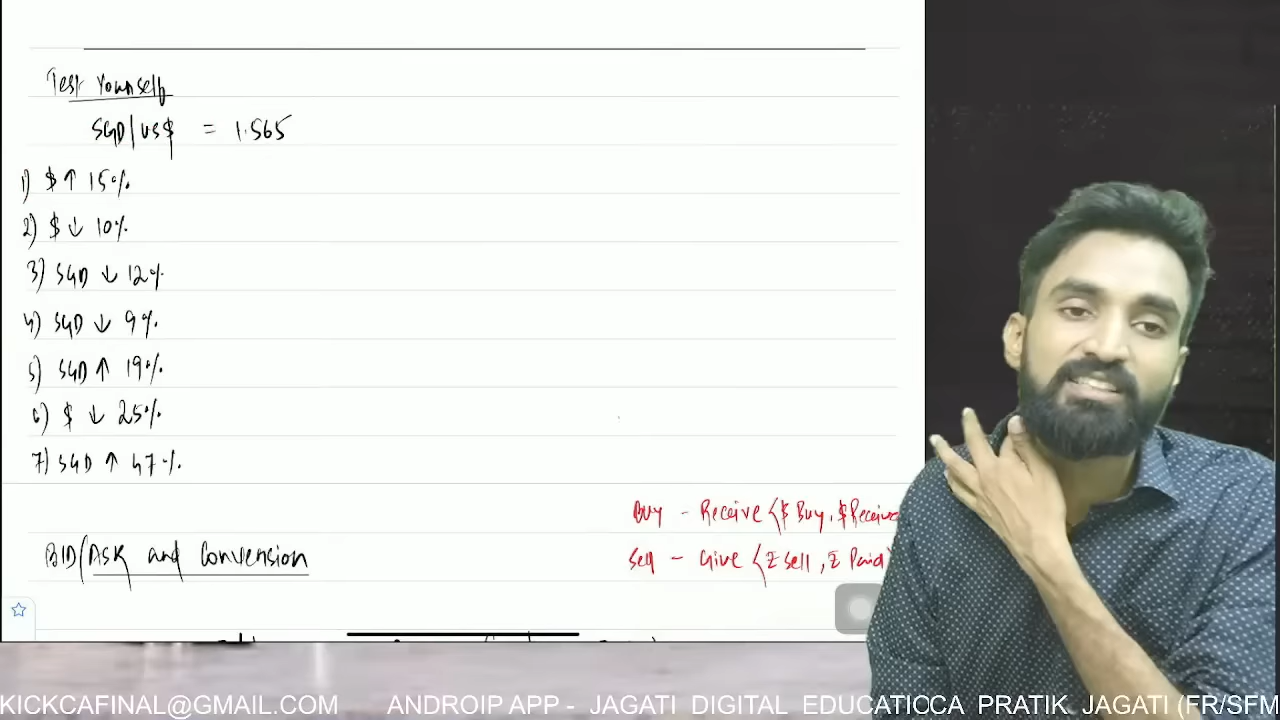 Test Yourself
SGD/US$ = 1.565
1) $ ↑ 15%
2) $ ↓ 10%
3) SGD ↓ 12%
4) SGD ↓ 9%
5) SGD ↑ 19%
6) $ ↓ 25%
7) SGD ↑ 47%
Buy - Receive {$ Buy, $ Receive
BID/ASK and Conversion
Sell - Give {₹ sell, ₹ Paid}
KICKCAFINAL@GMAIL.COM ANDROIP APP - JAGATI DIGITAL EDUCATIOCA PRATIK JAGATI (FR/SFM